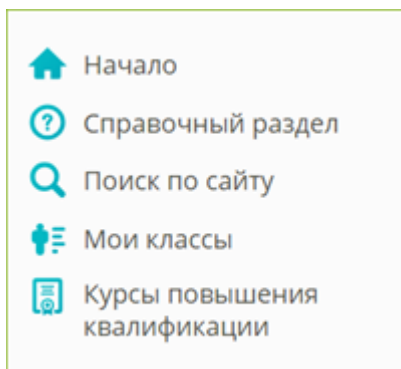 Начало
Справочный раздел
Поиск по сайту
Мои классы
Курсы повышения
квалификации